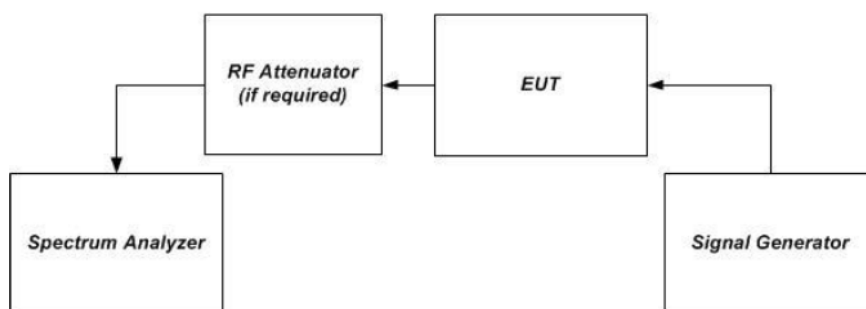 RF Attenuator
(if required)
EUT
Spectrum Analyzer
Signal Generator